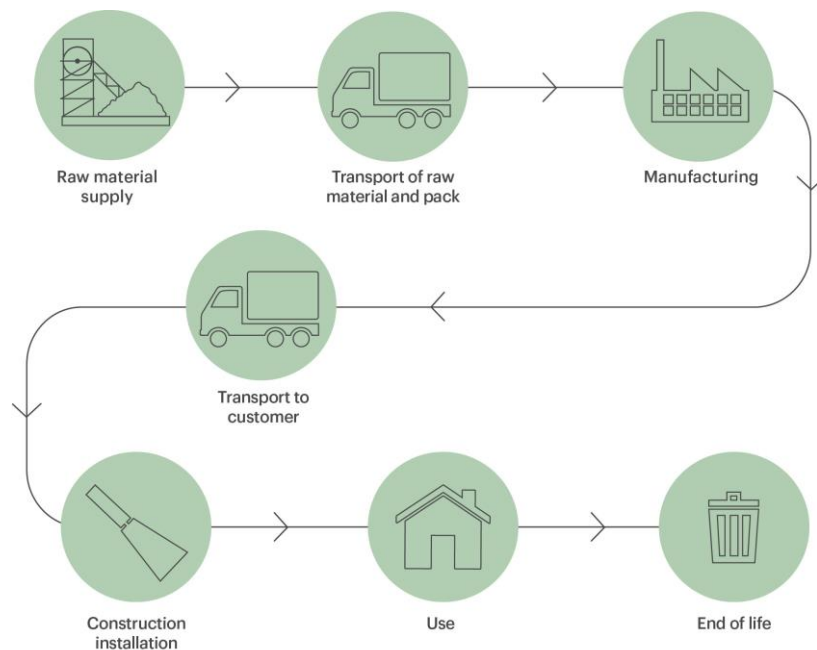 Raw material
supply
Transport of raw
material and pack
Manufacturing
Transport to
customer
Construction
installation
Use
End of life